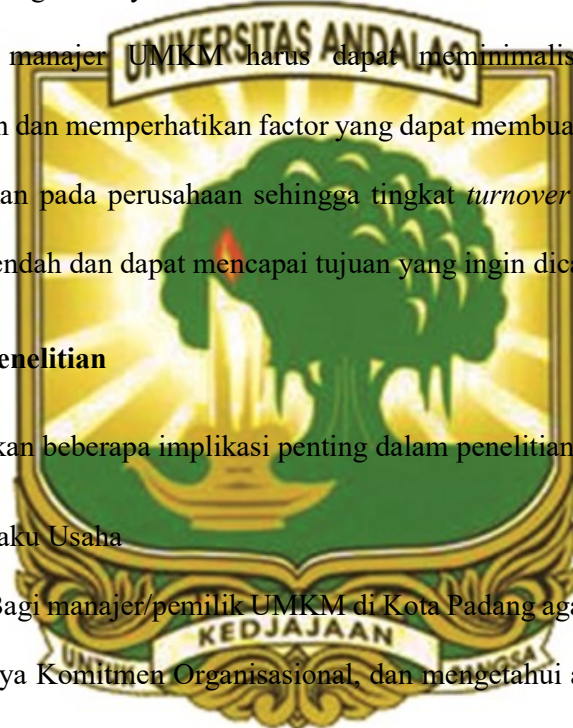 UNIVERSITAS ANDALAS
manajer UMKM harus dapat meminimalis
n dan memperhatikan factor yang dapat membua
an pada perusahaan sehingga tingkat turnover
endah dan dapat mencapai tujuan yang ingin dica
enelitian
kan beberapa implikasi penting dalam penelitian
aku Usaha
Bagi manajer/pemilik UMKM di Kota Padang aga
KEDJAJAAN
UNTUK BANGSA
ya Komitmen Organisasional, dan mengetahui a